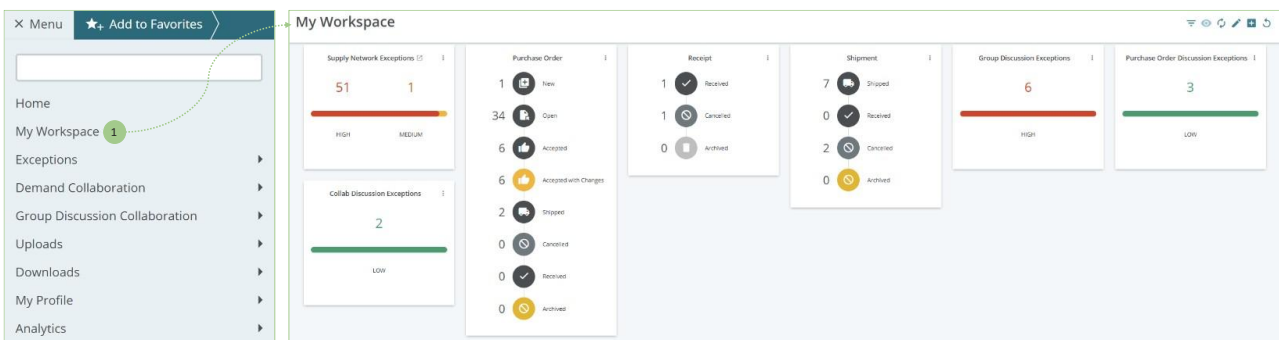 Menu
Add to Favorites
Home
My Workspace 1
Exceptions
Demand Collaboration
Group Discussion Collaboration
Uploads
Downloads
My Profile
Analytics
My Workspace
Supply Network Exceptions
51 1
HIGH MEDIUM
Collab Discussion Exceptions
2
LOW
Purchase Order
1 New
34 Open
6 Accepted
6 Accepted with Changes
2 Shipped
0 Cancelled
0 Received
0 Archived
Receipt
1 Received
1 Cancelled
0 Archived
Shipment
7 Shipped
0 Received
2 Cancelled
0 Archived
Group Discussion Exceptions
6
HIGH
Purchase Order Discussion Exceptions
3
LOW